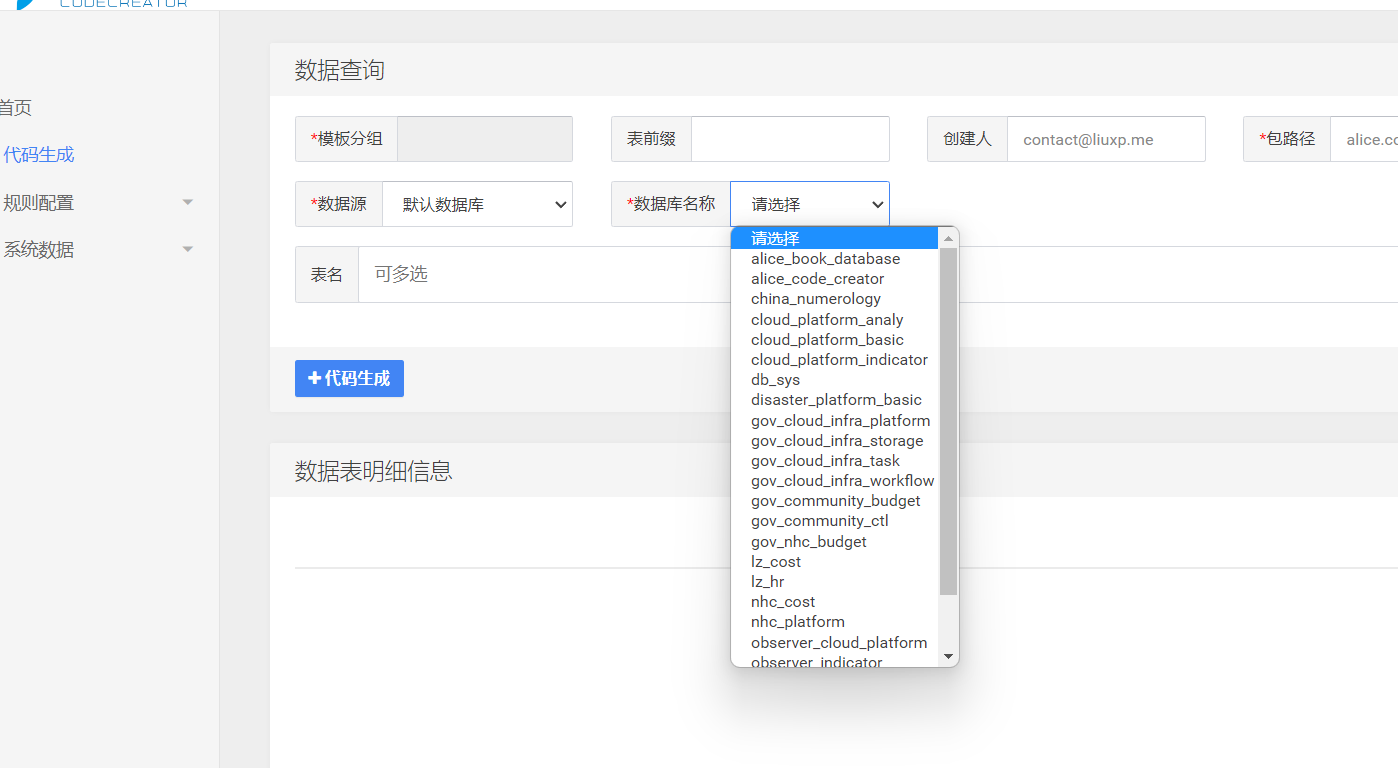 CODECREATOR
首页
代码生成
规则配置
系统数据
数据查询
*模板分组
表前缀
创建人 contact@liuxp.me
*包路径 alice.co
*数据源 默认数据库
*数据库名称 请选择
请选择
alice_book_database
alice_code_creator
china_numerology
cloud_platform_analy
cloud_platform_basic
cloud_platform_indicator
db_sys
disaster_platform_basic
gov_cloud_infra_platform
gov_cloud_infra_storage
gov_cloud_infra_task
gov_cloud_infra_workflow
gov_community_budget
gov_community_ctl
gov_nhc_budget
lz_cost
lz_hr
nhc_cost
nhc_platform
observer_cloud_platform
observer_indicator
表名 可多选
代码生成
数据表明细信息